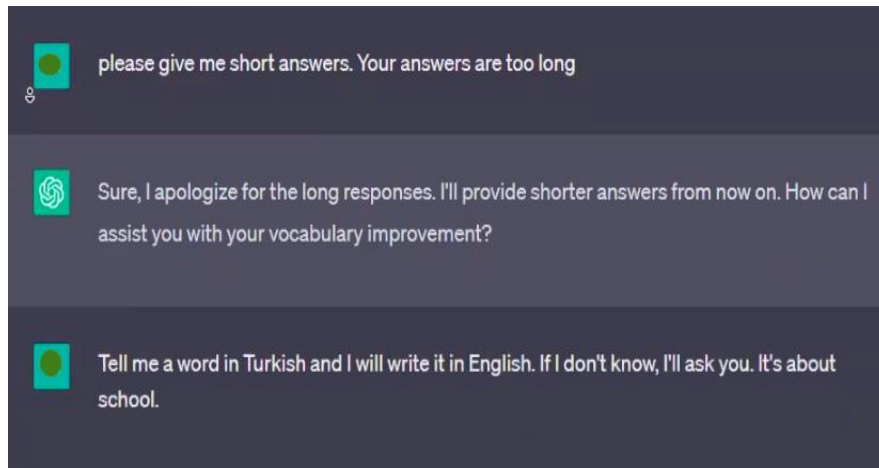 please give me short answers. Your answers are too long
Sure, I apologize for the long responses. I'll provide shorter answers from now on. How can I
assist you with your vocabulary improvement?
Tell me a word in Turkish and I will write it in English. If I don't know, I'll ask you. It's about
school.